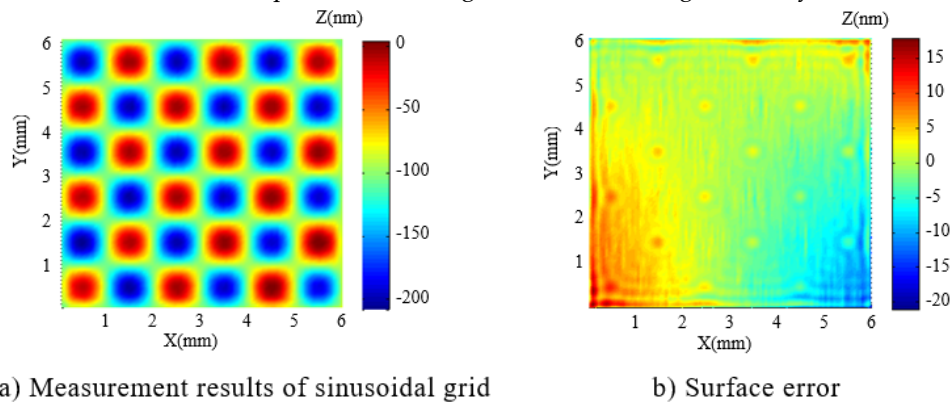 Z(nm)
6
5
4
3
2
1
Y(mm)
1 2 3 4 5 6
X(mm)
0
-50
-100
-150
-200
a) Measurement results of sinusoidal grid
Z(nm)
6
5
4
3
2
1
Y(mm)
1 2 3 4 5 6
X(mm)
15
10
5
0
-5
-10
15
-20
b) Surface error